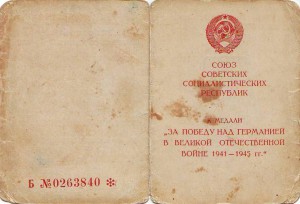 Б №0263840 ✻
СОЮЗ
СОВЕТСКИХ
СОЦИАЛИСТИЧЕСКИХ
РЕСПУБЛИК
К МЕДАЛИ
„ЗА ПОБЕДУ НАД ГЕРМАНИЕЙ
В ВЕЛИКОЙ ОТЕЧЕСТВЕННОЙ
ВОЙНЕ 1941—1945 гг.“